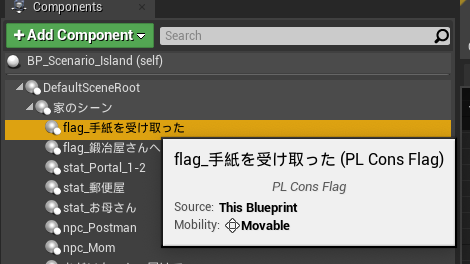 Components
+ Add Component
Search
BP_Scenario_Island (self)
DefaultSceneRoot
家のシーン
flag_手紙を受け取った
flag_鍛冶屋さんへ
stat_Portal_1-2
stat_郵便屋
stat_お母さん
npc_Postman
npc_Mom
flag_手紙を受け取った (PL Cons Flag)
PL Cons Flag
Source: This Blueprint
Mobility: Movable